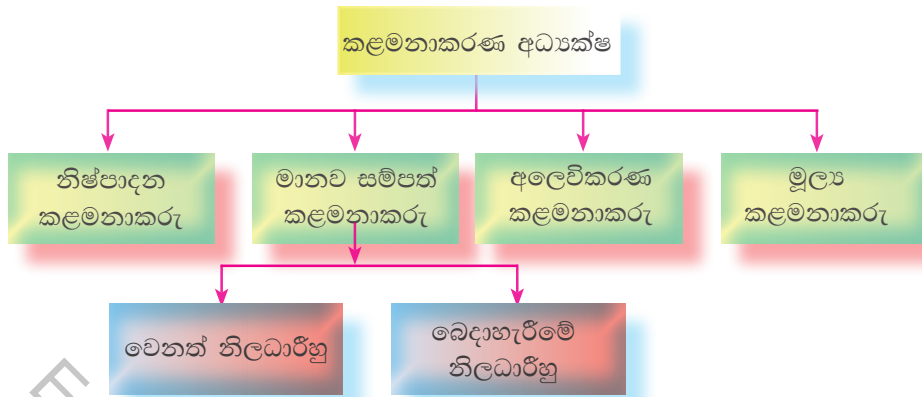 කළමනාකරණ අධ්‍යක්ෂ
නිෂ්පාදන
කළමනාකරු
මානව සම්පත්
කළමනාකරු
අලෙවිකරණ
කළමනාකරු
මූල්‍ය
කළමනාකරු
වෙනත් නිලධාරීහු
බෙදාහැරීමේ
නිලධාරීහු
E